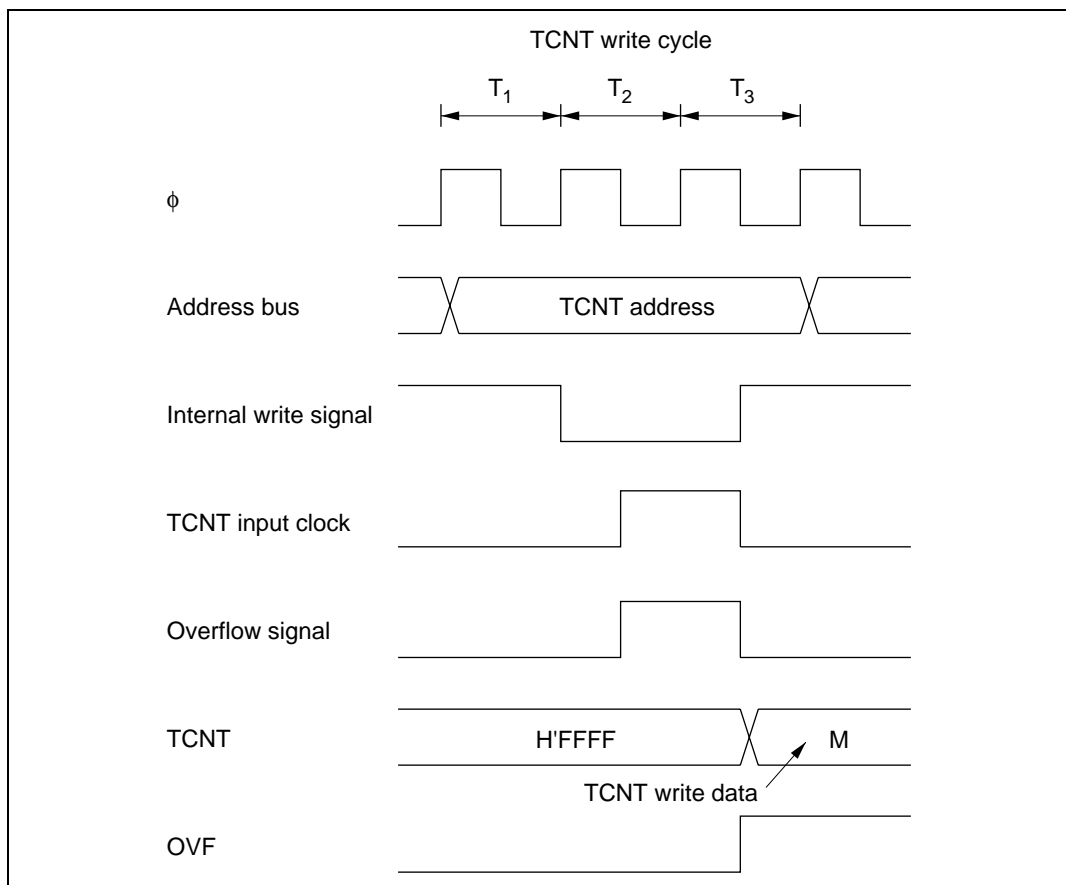 TCNT write cycle
T1 T2 T3
φ
Address bus
TCNT address
Internal write signal
TCNT input clock
Overflow signal
TCNT
H'FFFF
M
TCNT write data
OVF